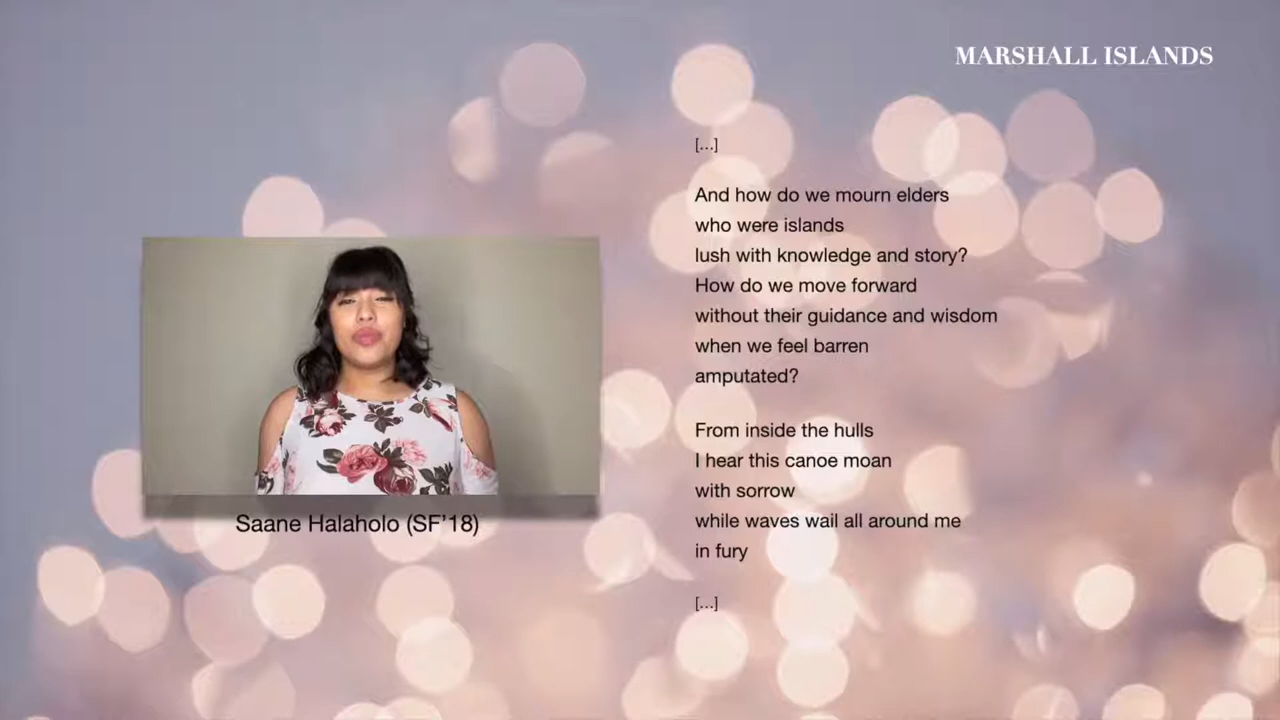 MARSHALL ISLANDS
[...]
And how do we mourn elders
who were islands
lush with knowledge and story?
How do we move forward
without their guidance and wisdom
when we feel barren
amputated?
From inside the hulls
I hear this canoe moan
with sorrow
while waves wail all around me
in fury
[...]
Saane Halaholo (SF’18)